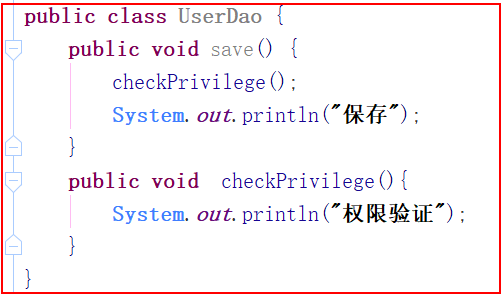 public class UserDao {
public void save() {
checkPrivilege();
System.out.println("保存");
}
public void  checkPrivilege(){
System.out.println("权限验证");
}
}